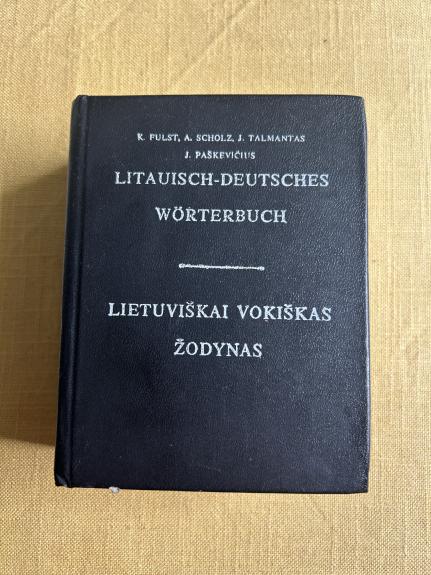 K. FULST, A. SCHOLZ, J. TALMANTAS
J. PAŠKEVIČIUS
LITAUISCH-DEUTSCHES
WÖRTERBUCH
LIETUVIŠKAI VOKIŠKAS
ŽODYNAS